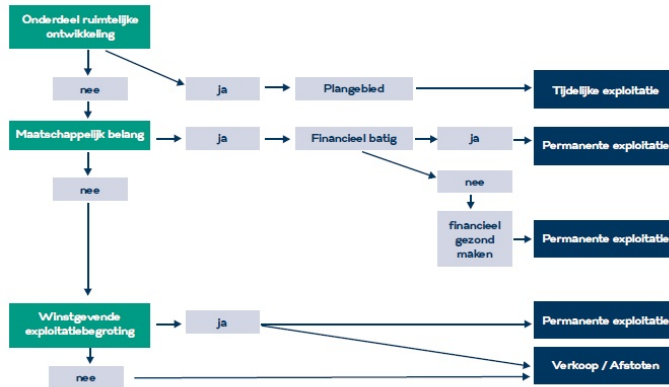 Onderdeel ruimtelijke
ontwikkeling
nee
ja
Plangebied
Tijdelijke exploitatie
Maatschappelijk belang
ja
Financieel batig
ja
Permanente exploitatie
nee
nee
financieel
gezond
maken
Permanente exploitatie
Winstgevende
exploitatiebegroting
ja
Permanente exploitatie
Verkoop / Afstoten
nee